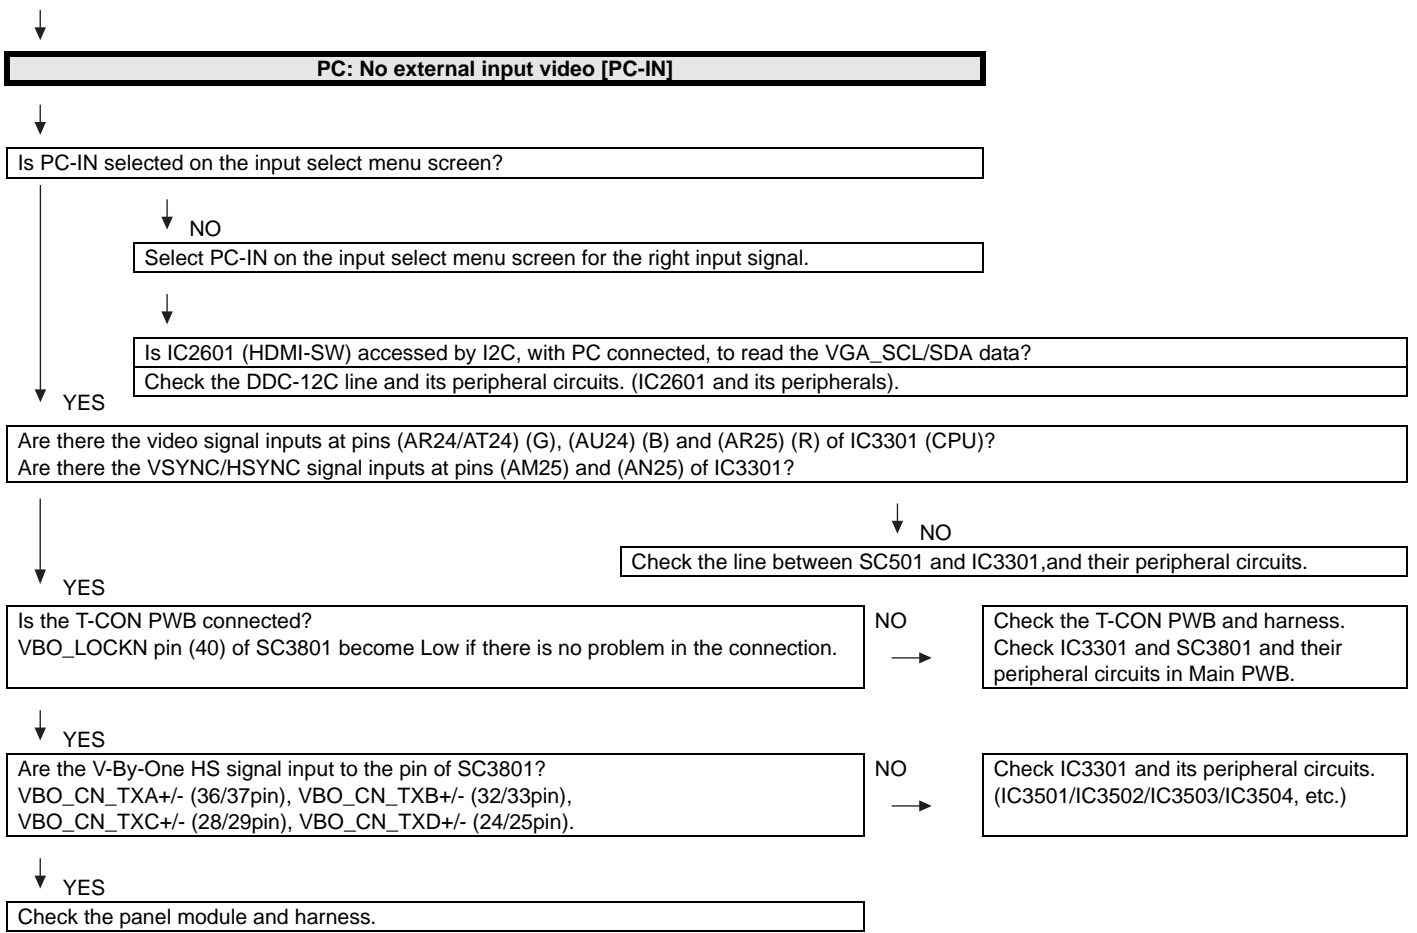 PC: No external input video [PC-IN]
Is PC-IN selected on the input select menu screen?
NO
Select PC-IN on the input select menu screen for the right input signal.
Is IC2601 (HDMI-SW) accessed by I2C, with PC connected, to read the VGA_SCL/SDA data?
Check the DDC-12C line and its peripheral circuits. (IC2601 and its peripherals).
YES
Are there the video signal inputs at pins (AR24/AT24) (G), (AU24) (B) and (AR25) (R) of IC3301 (CPU)?
Are there the VSYNC/HSYNC signal inputs at pins (AM25) and (AN25) of IC3301?
NO
Check the line between SC501 and IC3301,and their peripheral circuits.
YES
Is the T-CON PWB connected?
VBO_LOCKN pin (40) of SC3801 become Low if there is no problem in the connection.
NO
Check the T-CON PWB and harness.
Check IC3301 and SC3801 and their
peripheral circuits in Main PWB.
YES
Are the V-By-One HS signal input to the pin of SC3801?
VBO_CN_TXA+/- (36/37pin), VBO_CN_TXB+/- (32/33pin),
VBO_CN_TXC+/- (28/29pin), VBO_CN_TXD+/- (24/25pin).
NO
Check IC3301 and its peripheral circuits.
(IC3501/IC3502/IC3503/IC3504, etc.)
YES
Check the panel module and harness.